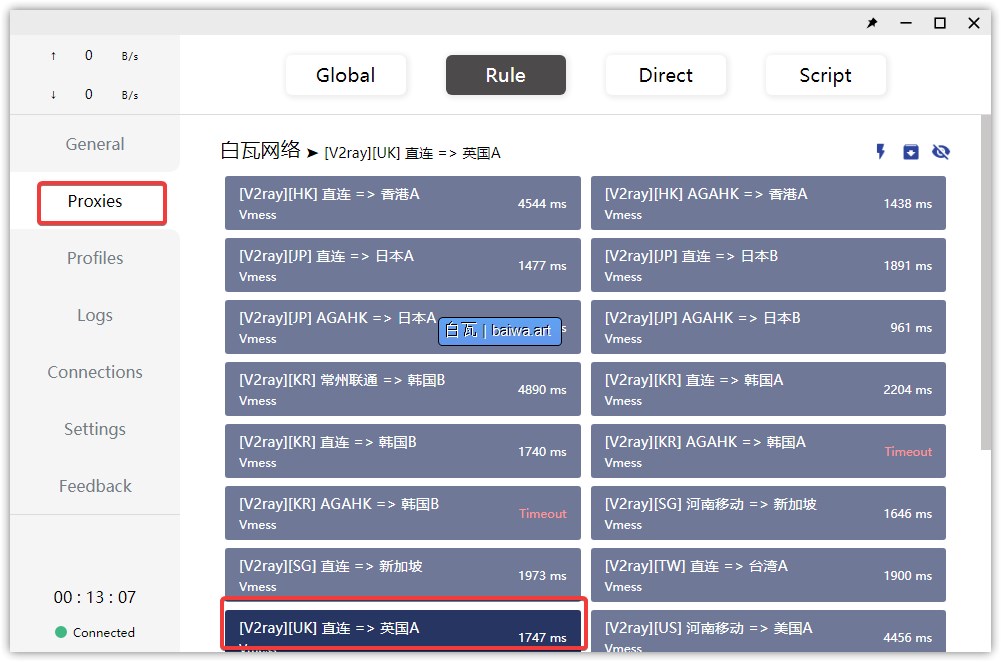 ↑ 0 B/s
↓ 0 B/s
Global Rule Direct Script
General
Proxies
Profiles
Logs
Connections
Settings
Feedback
00 : 13 : 07
Connected
白瓦网络 ➤ [V2ray][UK] 直连 => 英国A
[V2ray][HK] 直连 => 香港A
Vmess 4544 ms
[V2ray][HK] AGAHK => 香港A
Vmess 1438 ms
[V2ray][JP] 直连 => 日本A
Vmess 1477 ms
[V2ray][JP] 直连 => 日本B
Vmess 1891 ms
[V2ray][JP] AGAHK => 日本A
Vmess
白瓦 | baiwa.art
[V2ray][JP] AGAHK => 日本B
Vmess 961 ms
[V2ray][KR] 常州联通 => 韩国B
Vmess 4890 ms
[V2ray][KR] 直连 => 韩国A
Vmess 2204 ms
[V2ray][KR] 直连 => 韩国B
Vmess 1740 ms
[V2ray][KR] AGAHK => 韩国A
Vmess Timeout
[V2ray][KR] AGAHK => 韩国B
Vmess Timeout
[V2ray][SG] 河南移动 => 新加坡
Vmess 1646 ms
[V2ray][SG] 直连 => 新加坡
Vmess 1973 ms
[V2ray][TW] 直连 => 台湾A
Vmess 1900 ms
[V2ray][UK] 直连 => 英国A
Vmess 1747 ms
[V2ray][US] 河南移动 => 美国A
Vmess 4456 ms